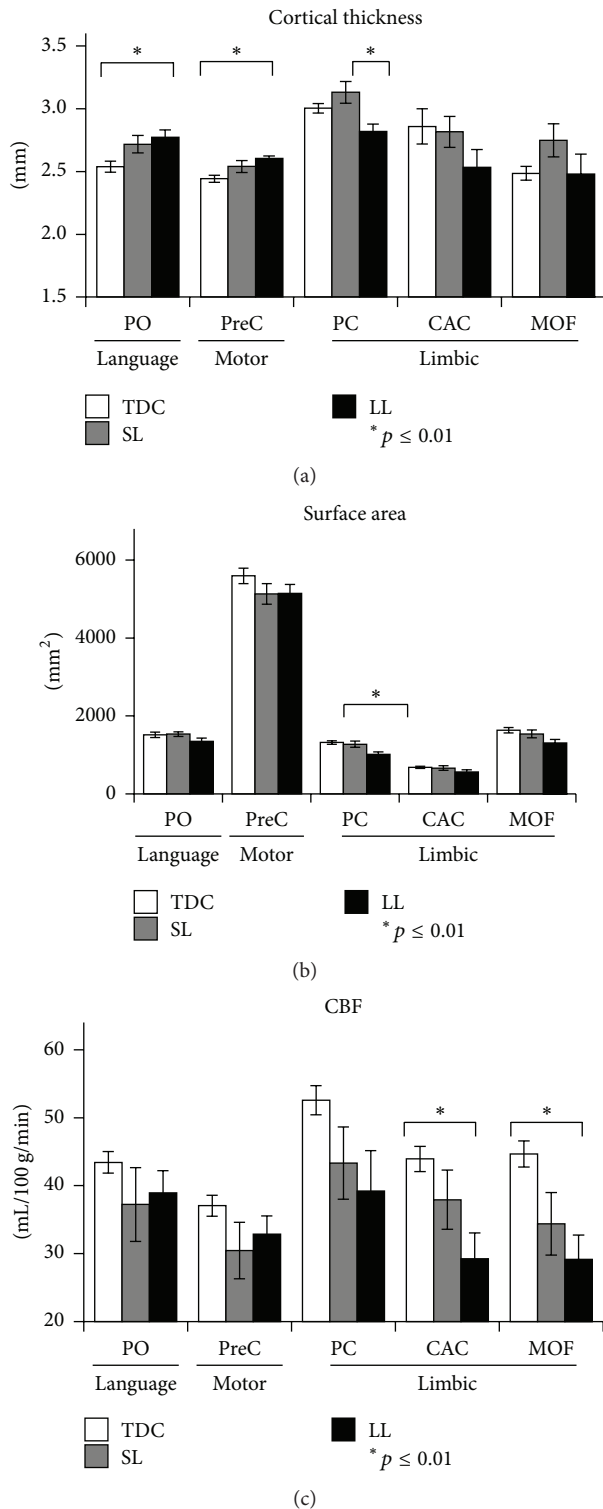 Cortical thickness
3.5
3.0
2.5
2.0
1.5
(mm)
* * *
PO PreC PC CAC MOF
Language Motor Limbic
TDC LL
SL * p ≤ 0.01
(a)
Surface area
6000
4000
2000
0
(mm²)
*
PO PreC PC CAC MOF
Language Motor Limbic
TDC LL
SL * p ≤ 0.01
(b)
CBF
60
50
40
30
20
(mL/100 g/min)
* *
PO PreC PC CAC MOF
Language Motor Limbic
TDC LL
SL * p ≤ 0.01
(c)